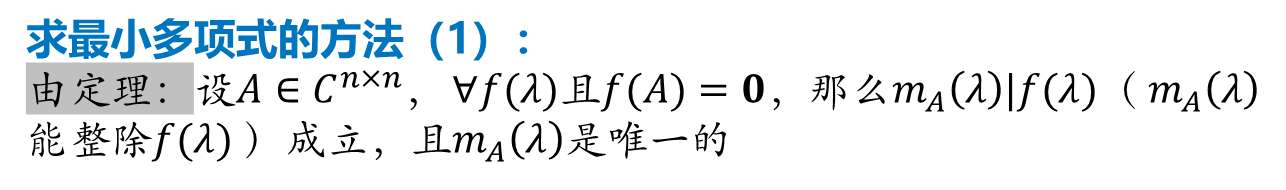 求最小多项式的方法（1）:
由定理：设A ∈ Cⁿˣⁿ，∀f(λ)且f(A) = 𝟎，那么m_A(λ)|f(λ)（m_A(λ)
能整除f(λ)）成立，且m_A(λ)是唯一的